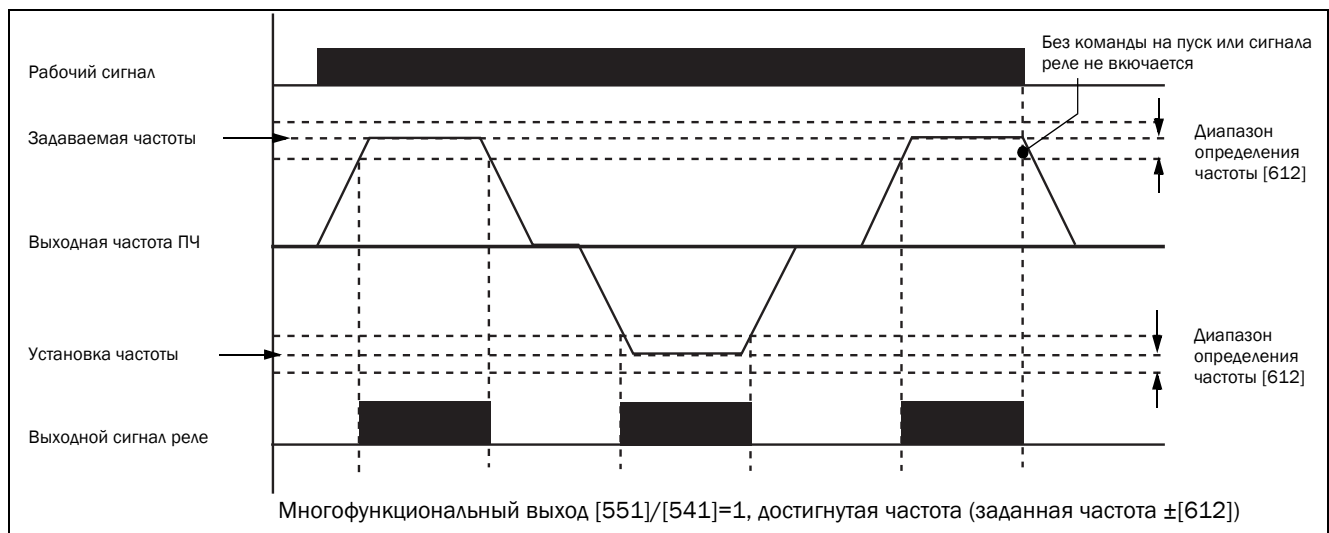 Рабочий сигнал
Без команды на пуск или сигнала
реле не вкючается
Задаваемая частоты
Диапазон
определения
частоты [612]
Выходная частота ПЧ
Установка частоты
Диапазон
определения
частоты [612]
Выходной сигнал реле
Многофункциональный выход [551]/[541]=1, достигнутая частота (заданная частота ±[612])